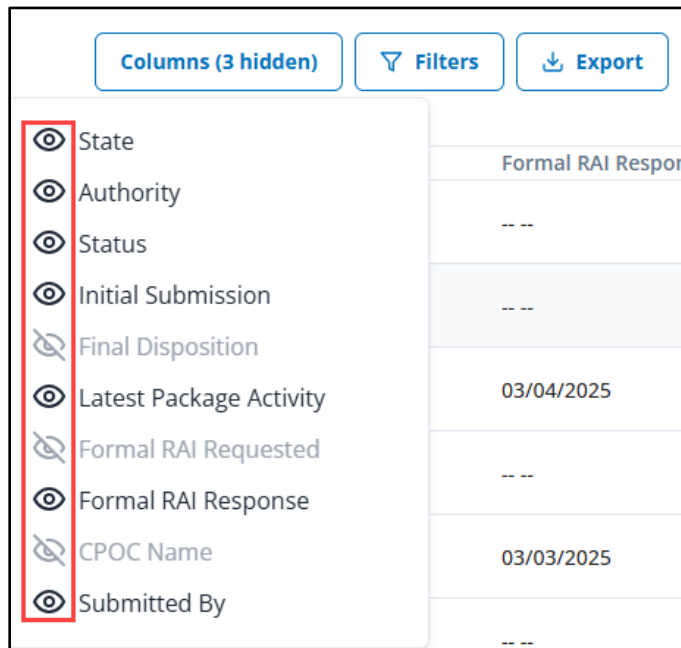 Columns (3 hidden) Filters Export
State
Authority
Status
Initial Submission
Final Disposition
Latest Package Activity
Formal RAI Requested
Formal RAI Response
CPOC Name
Submitted By
Formal RAI Respon
-- --
-- --
03/04/2025
-- --
03/03/2025
-- --